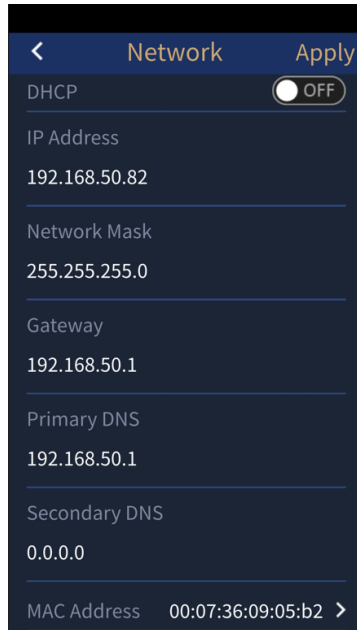 Network Apply
DHCP OFF
IP Address
192.168.50.82
Network Mask
255.255.255.0
Gateway
192.168.50.1
Primary DNS
192.168.50.1
Secondary DNS
0.0.0.0
MAC Address 00:07:36:09:05:b2